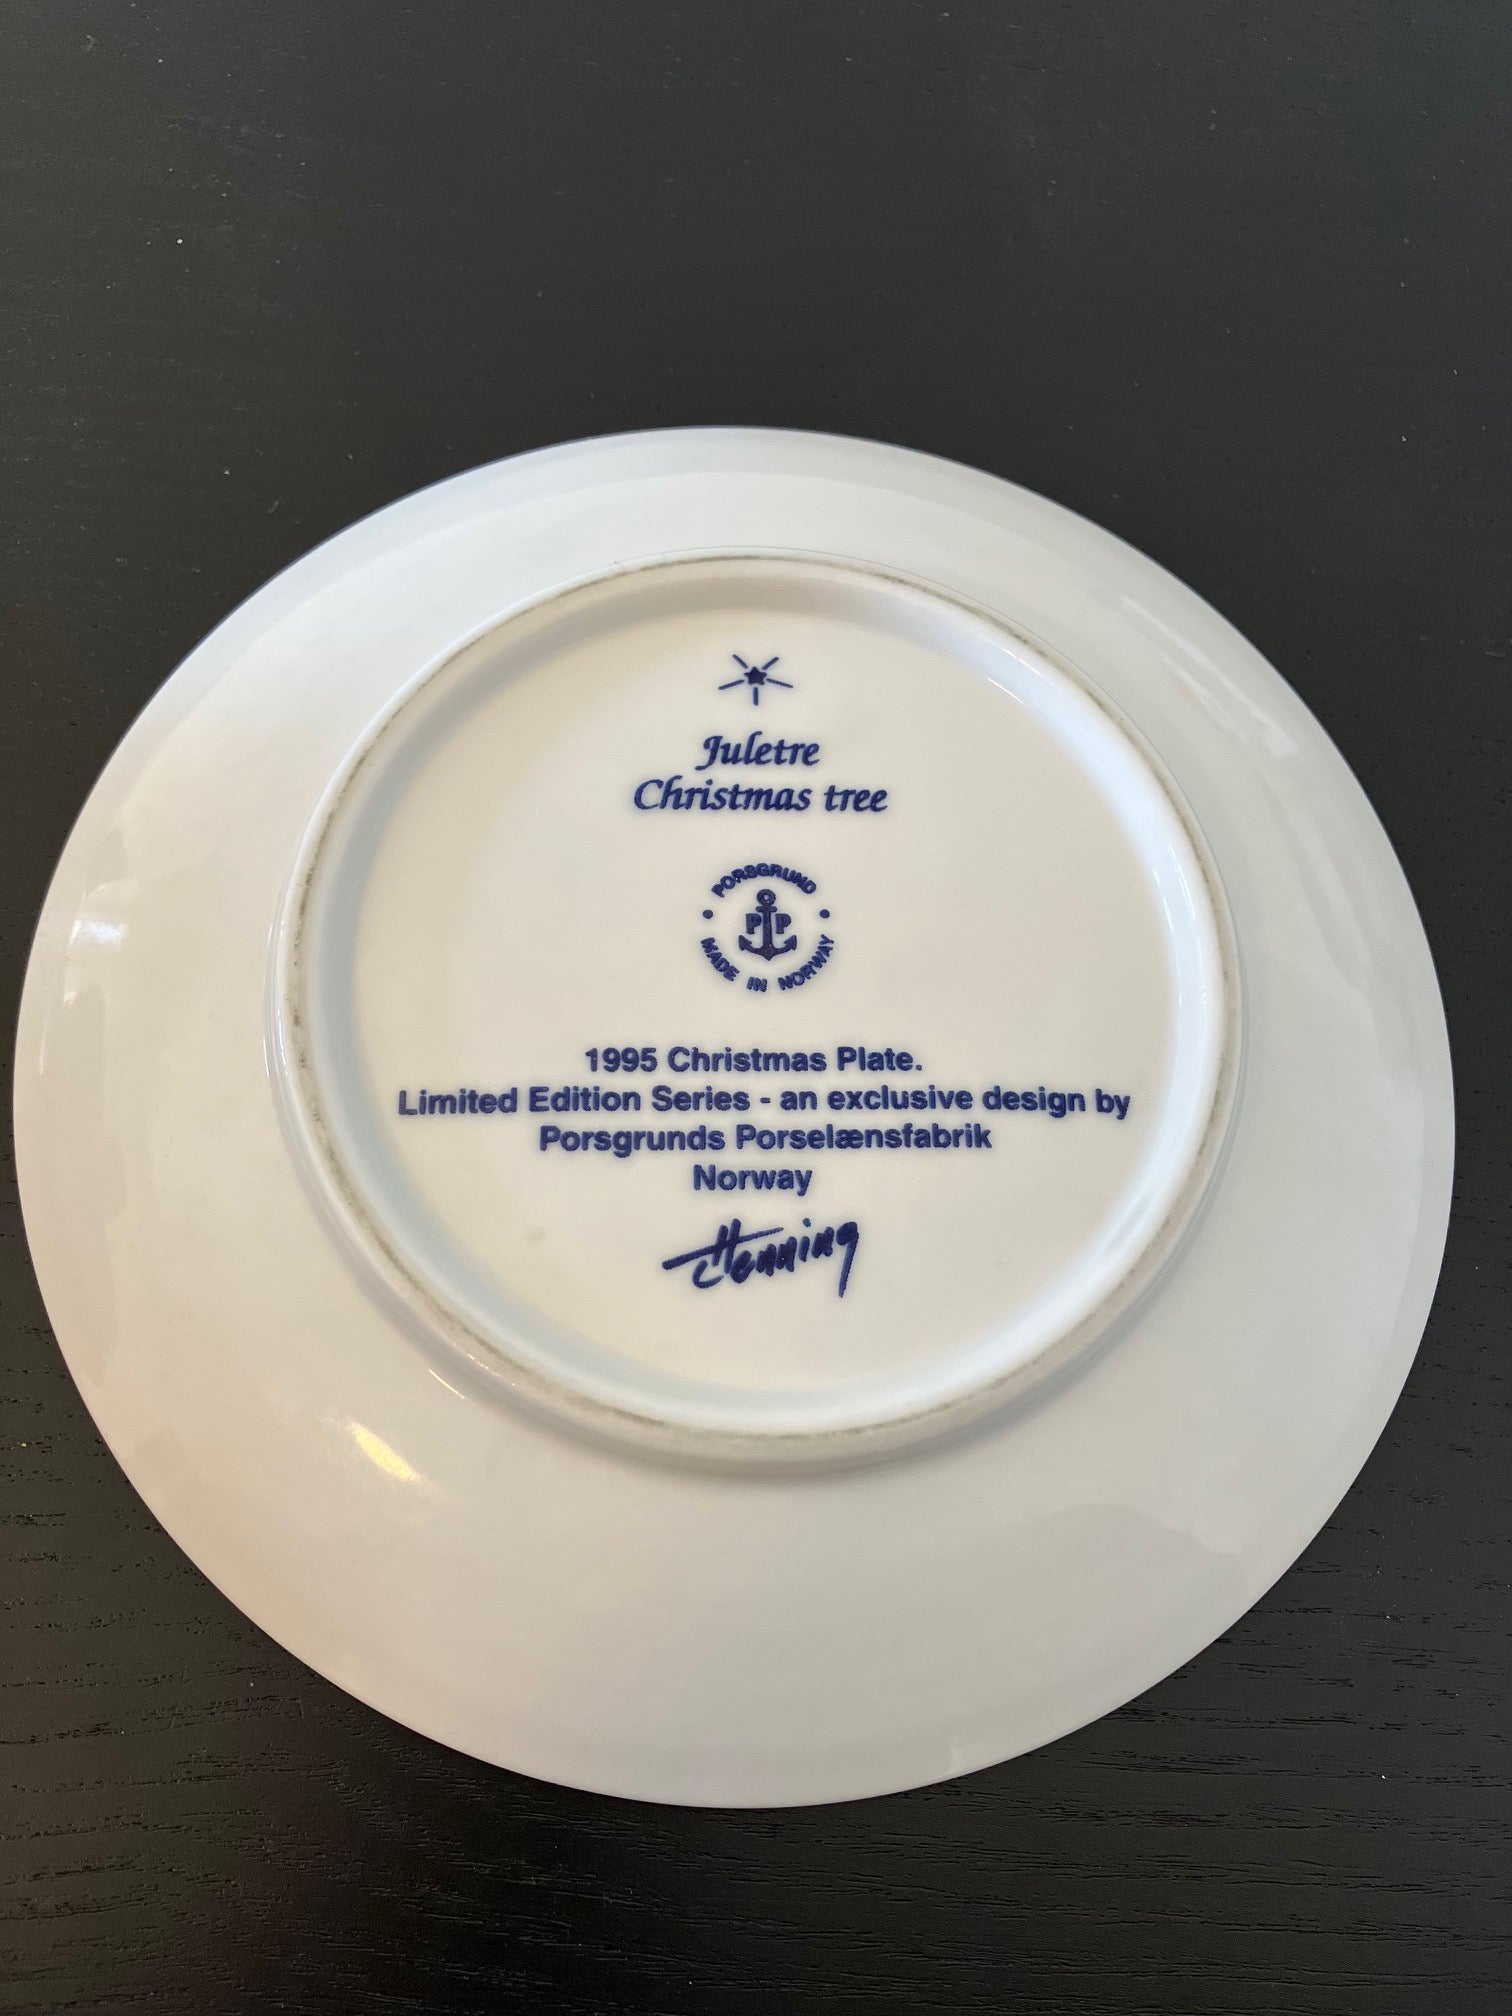 Juletre
Christmas tree
PORSGRUND
PP
MADE IN NORWAY
1995 Christmas Plate.
Limited Edition Series - an exclusive design by
Porsgrunds Porselænsfabrik
Norway
Henning